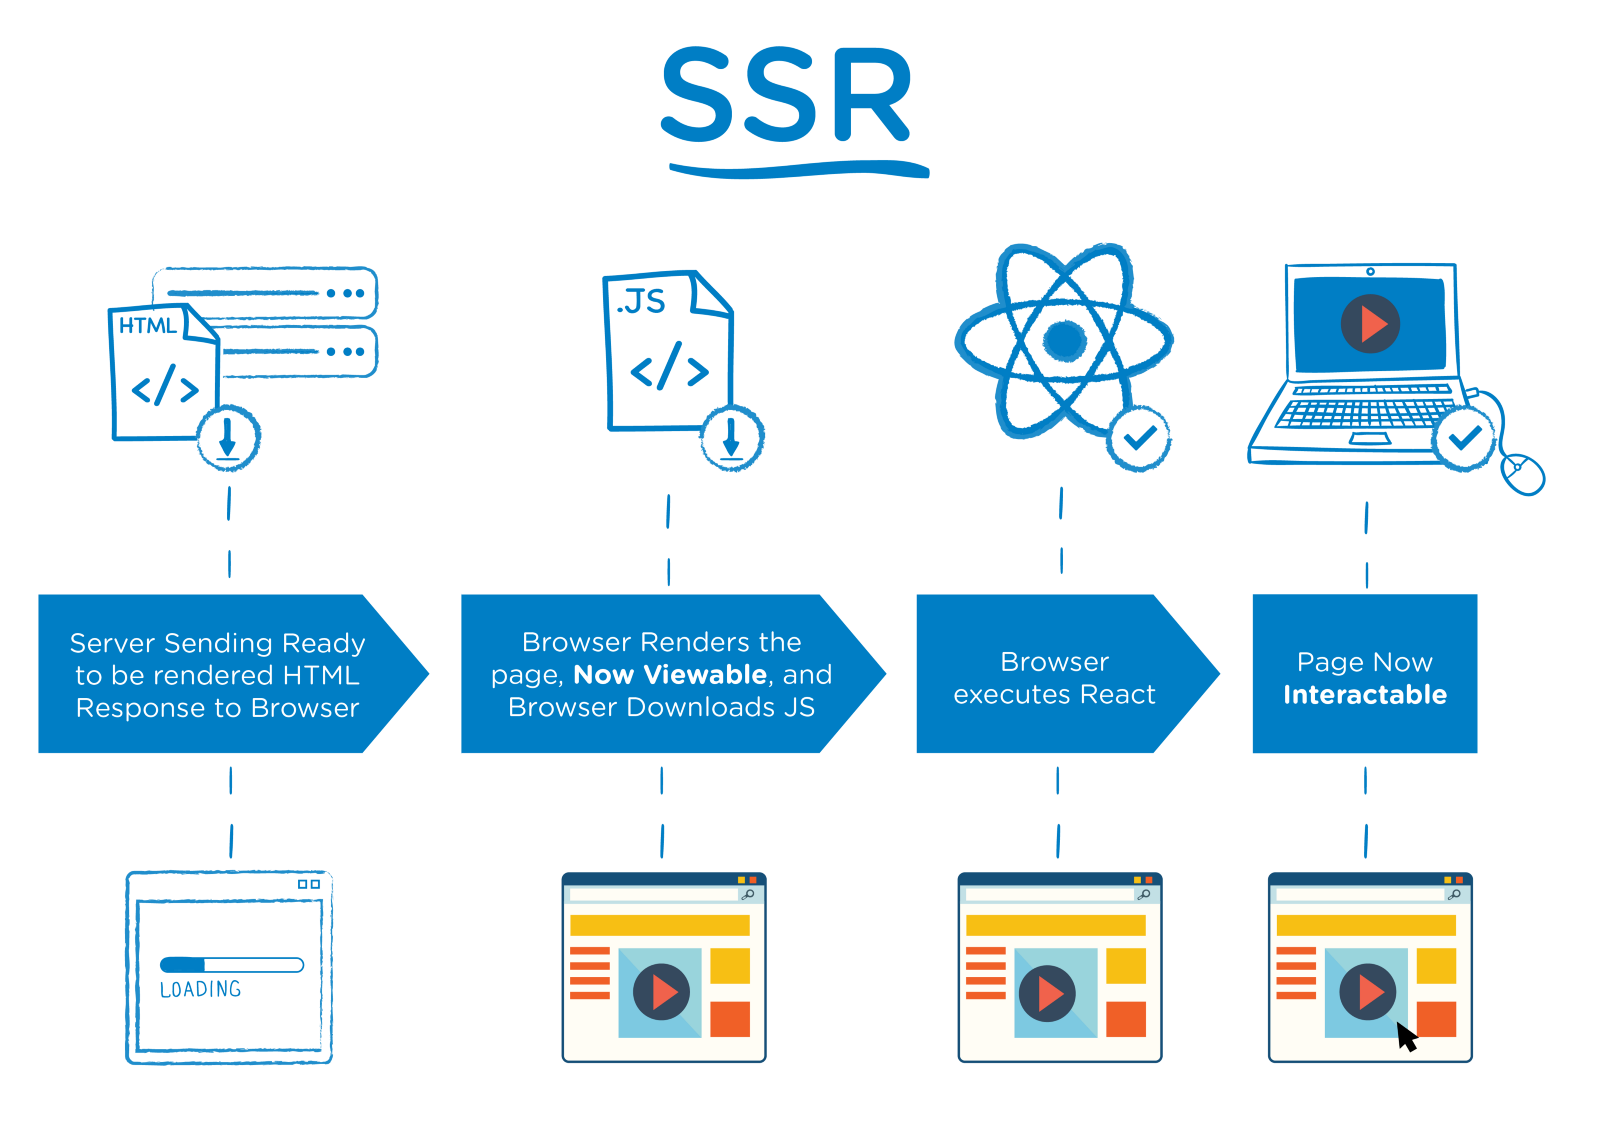 SSR
HTML
</>
.JS
</>
Server Sending Ready
to be rendered HTML
Response to Browser
Browser Renders the
page, Now Viewable, and
Browser Downloads JS
Browser
executes React
Page Now
Interactable
LOADING